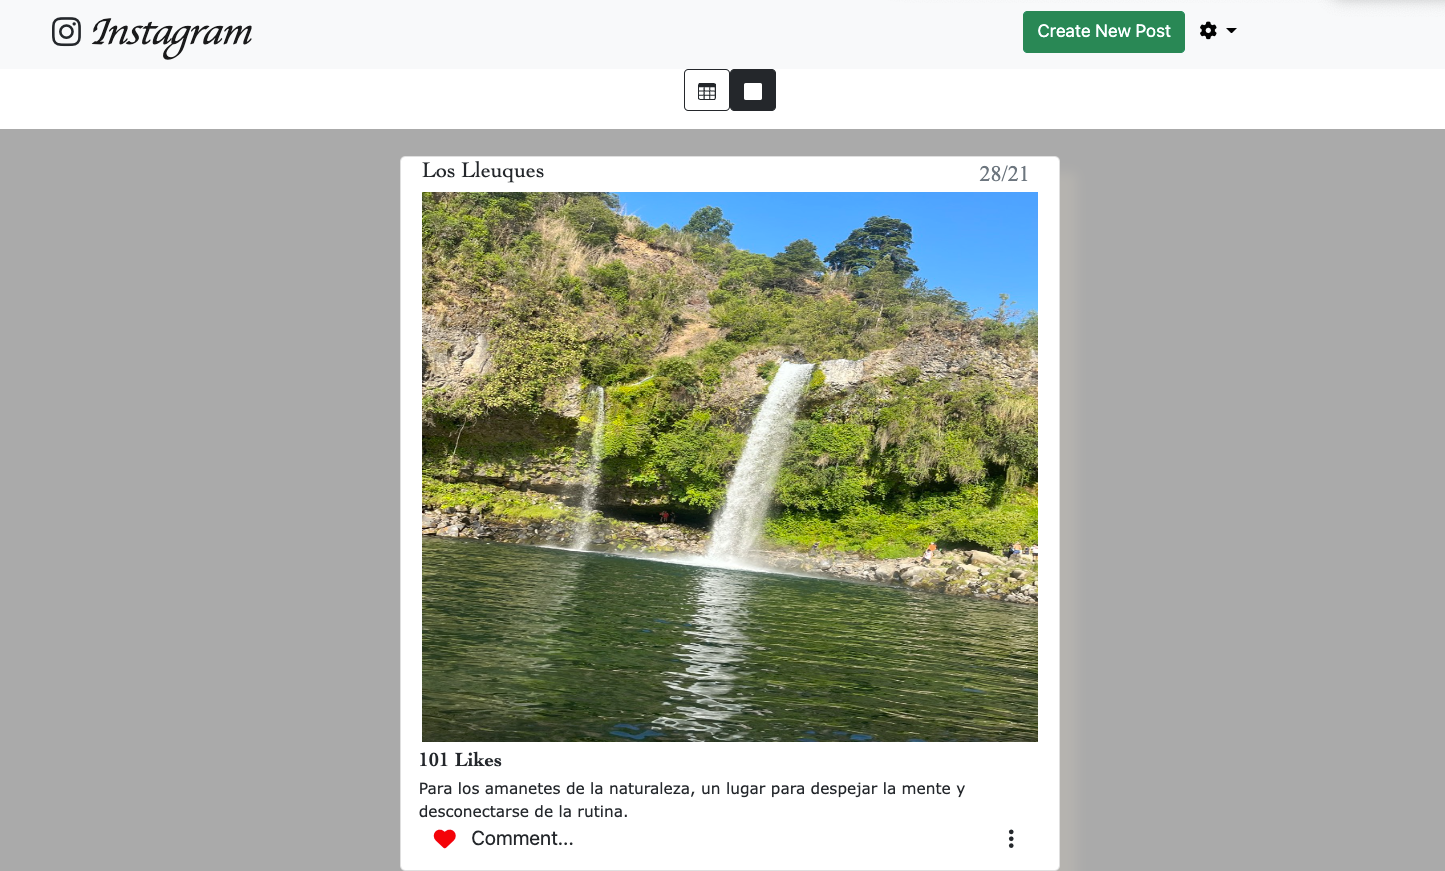 Instagram
Create New Post
Los Lleuques
28/21
101 Likes
Para los amanetes de la naturaleza, un lugar para despejar la mente y
desconectarse de la rutina.
Comment...